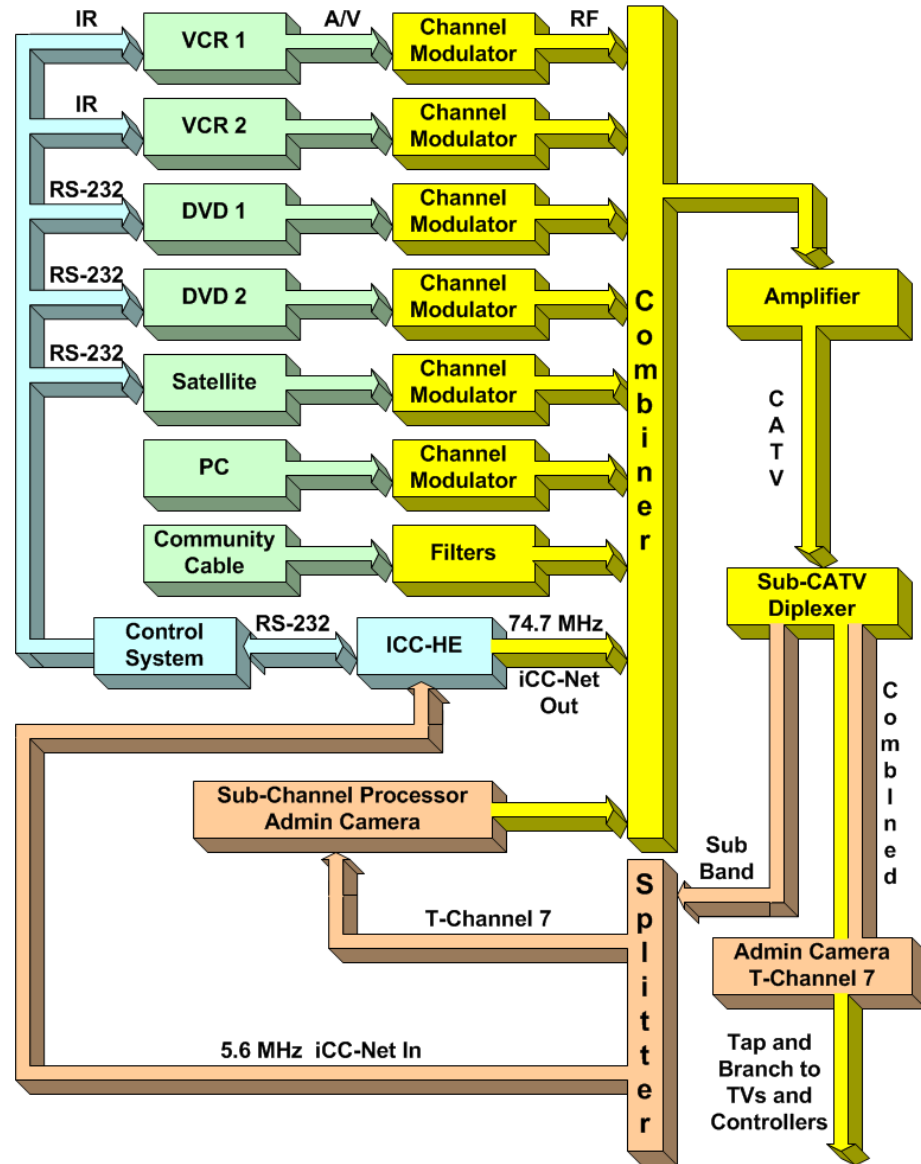 IR
VCR 1
A/V
Channel
Modulator
RF
IR
VCR 2
Channel
Modulator
RS-232
DVD 1
Channel
Modulator
RS-232
DVD 2
Channel
Modulator
RS-232
Satellite
Channel
Modulator
PC
Channel
Modulator
Community
Cable
Filters
Control
System
RS-232
ICC-HE
74.7 MHz
iCC-Net
Out
Combiner
Amplifier
CATV
Sub-CATV
Diplexer
CombIned
Sub-Channel Processor
Admin Camera
Sub
Band
Splitter
T-Channel 7
Admin Camera
T-Channel 7
5.6 MHz iCC-Net In
Tap and
Branch to
TVs and
Controllers